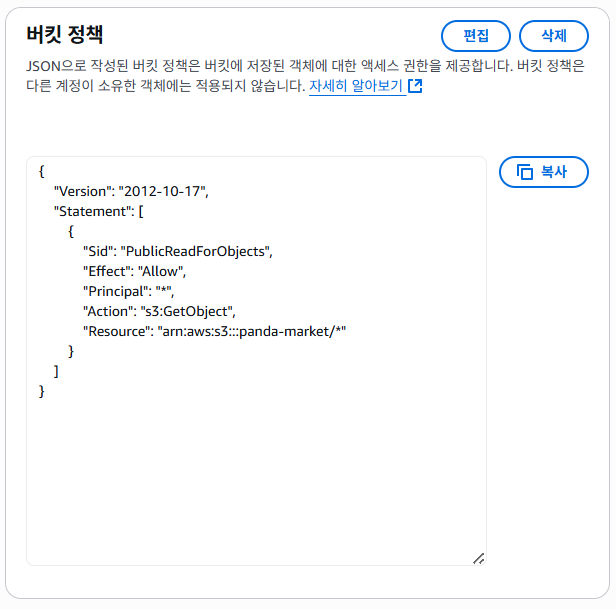 버킷 정책
편집
삭제
JSON으로 작성된 버킷 정책은 버킷에 저장된 객체에 대한 액세스 권한을 제공합니다. 버킷 정책은
다른 계정이 소유한 객체에는 적용되지 않습니다. 자세히 알아보기
복사
{
    "Version": "2012-10-17",
    "Statement": [
        {
            "Sid": "PublicReadForObjects",
            "Effect": "Allow",
            "Principal": "*",
            "Action": "s3:GetObject",
            "Resource": "arn:aws:s3:::panda-market/*"
        }
    ]
}